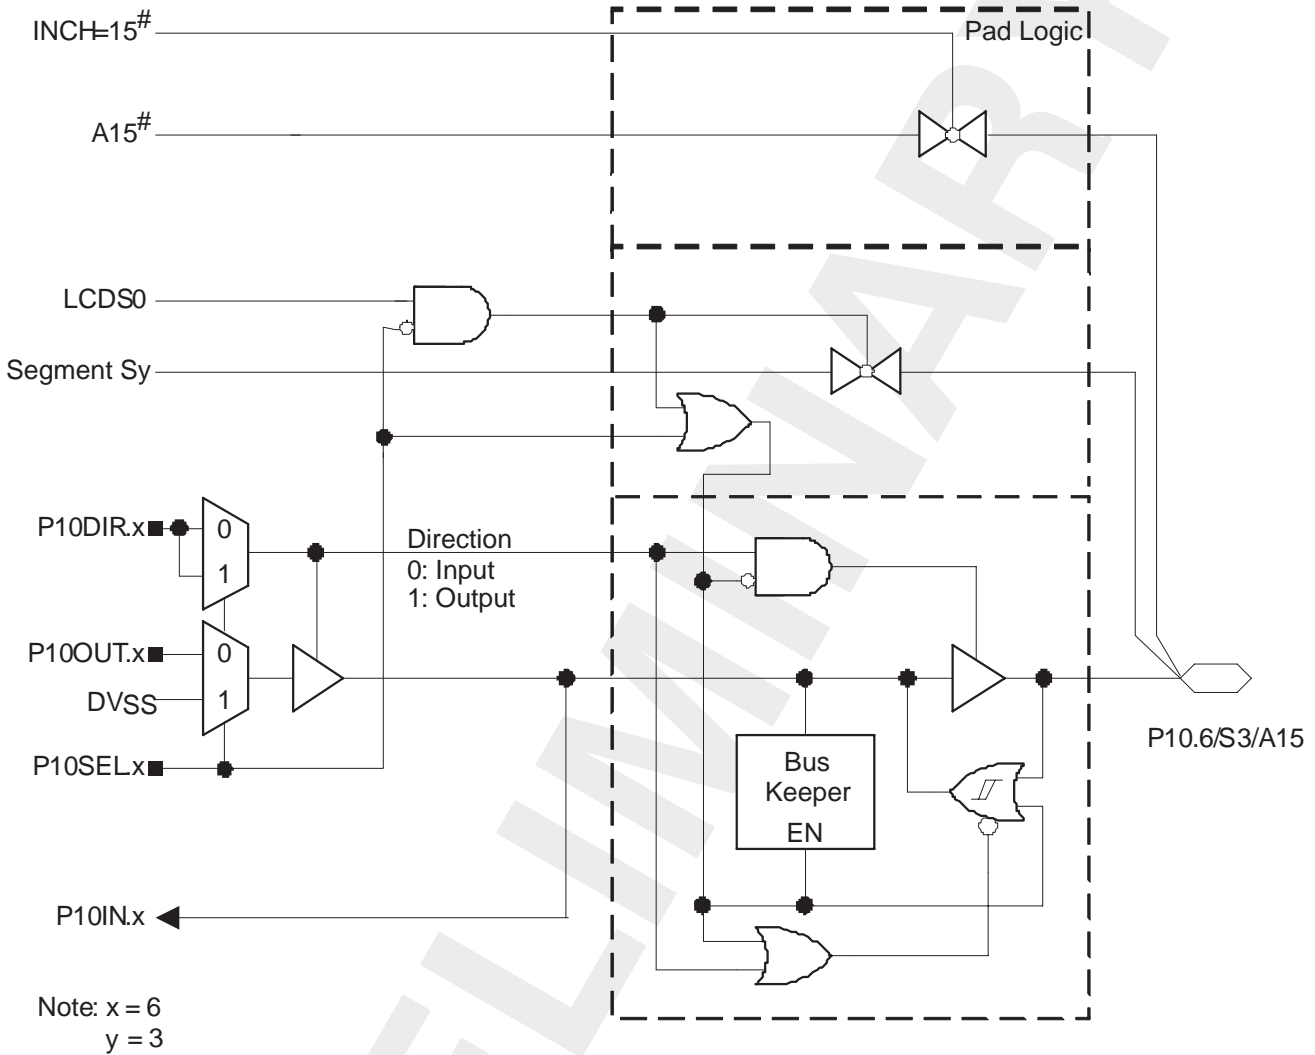 INCH=15#
Pad Logic
A15#
LCDS0
Segment Sy
P10DIR.x
0
1
Direction
0: Input
1: Output
P10OUT.x
0
DVSS
1
P10SEL.x
Bus
Keeper
EN
P10.6/S3/A15
P10IN.x
Note: x = 6
y = 3